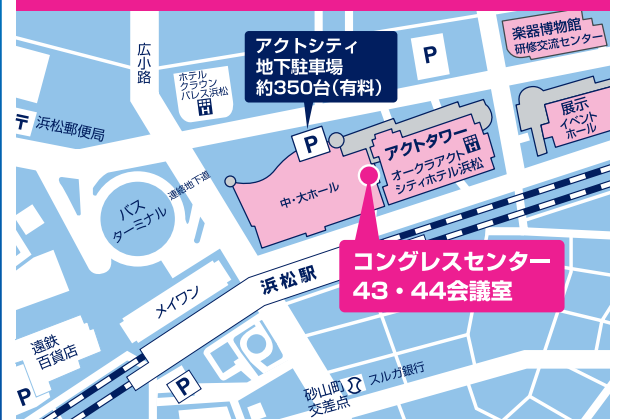 広小路
アクトシティ
地下駐車場
約350台(有料)
P
楽器博物館
研修交流センター
ホテル
クラウン
パレス浜松
H
〒浜松郵便局
P
アクトタワー
H
オークラアクト
シティホテル浜松
展示
イベント
ホール
連絡地下道
中・大ホール
バス
ターミナル
コングレスセンター
43・44会議室
浜松駅
メイワン
遠鉄
百貨店
P
P
砂山町
交差点
スルガ銀行